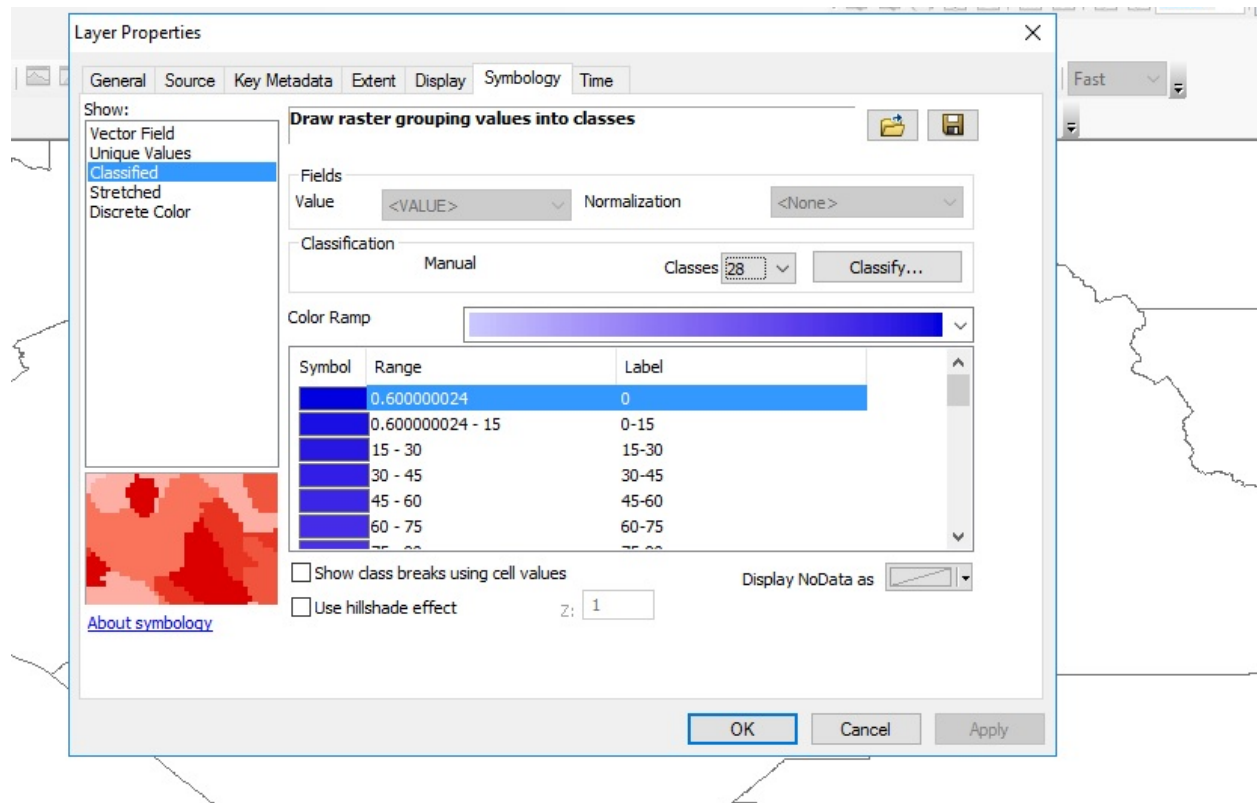 Layer Properties
Fast
General Source Key Metadata Extent Display Symbology Time
Show:
Vector Field
Unique Values
Classified
Stretched
Discrete Color
About symbology
Draw raster grouping values into classes
Fields
Value <VALUE> Normalization <None>
Classification
Manual Classes 28 Classify...
Color Ramp
Symbol Range Label
0.600000024 0
0.600000024 - 15 0-15
15 - 30 15-30
30 - 45 30-45
45 - 60 45-60
60 - 75 60-75
Show class breaks using cell values
Display NoData as
Use hillshade effect Z: 1
OK Cancel Apply